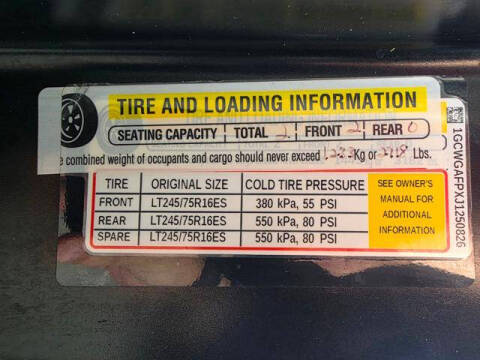 TIRE AND LOADING INFORMATION
SEATING CAPACITY TOTAL 2 FRONT 2 REAR 0
e combined weight of occupants and cargo should never exceed Kg or Lbs.
TIRE ORIGINAL SIZE COLD TIRE PRESSURE
FRONT LT245/75R16ES 380 kPa, 55 PSI
REAR LT245/75R16ES 550 kPa, 80 PSI
SPARE LT245/75R16ES 550 kPa, 80 PSI
SEE OWNER'S
MANUAL FOR
ADDITIONAL
INFORMATION
1GCWGAFPXJ1250826